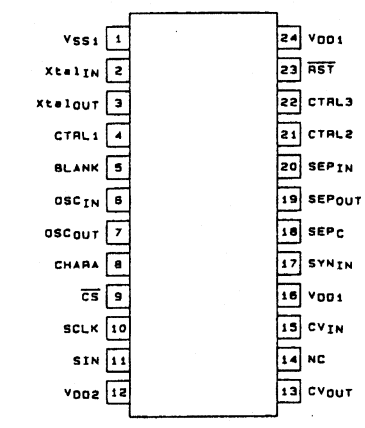 VSS1 1 24 VDD1
XtalIN 2 23 RST
XtalOUT 3 22 CTRL3
CTRL1 4 21 CTRL2
BLANK 5 20 SEPIN
OSCIN 6 19 SEPOUT
OSCOUT 7 18 SEPC
CHARA 8 17 SYNIN
CS 9 16 VDD1
SCLK 10 15 CVIN
SIN 11 14 NC
VDD2 12 13 CVOUT